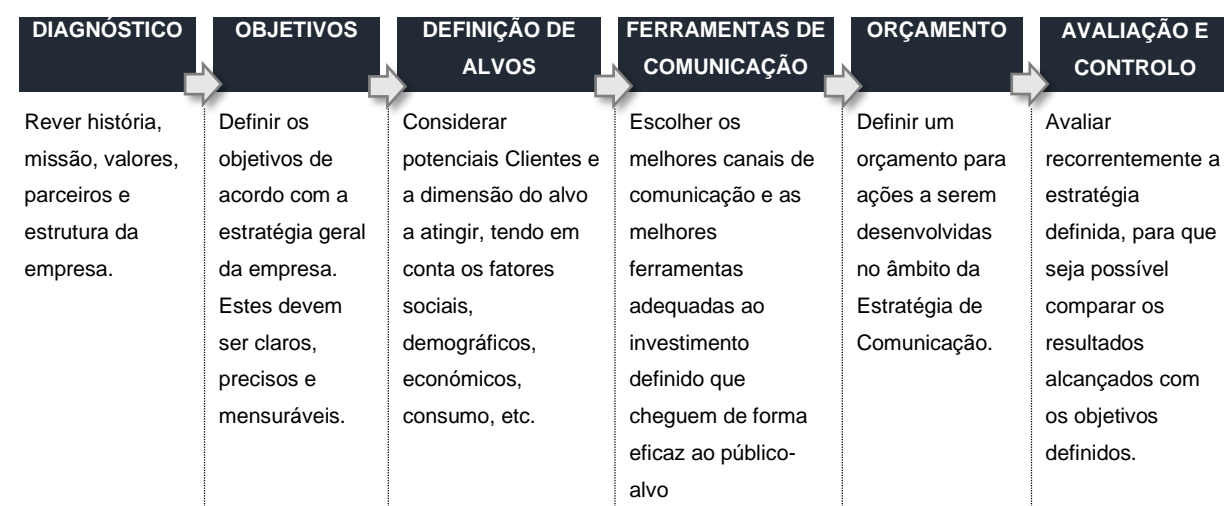 DIAGNÓSTICO
Rever história,
missão, valores,
parceiros e
estrutura da
empresa.
OBJETIVOS
Definir os
objetivos de
acordo com a
estratégia geral
da empresa.
Estes devem
ser claros,
precisos e
mensuráveis.
DEFINIÇÃO DE
ALVOS
Considerar
potenciais Clientes e
a dimensão do alvo
a atingir, tendo em
conta os fatores
sociais,
demográficos,
económicos,
consumo, etc.
FERRAMENTAS DE
COMUNICAÇÃO
Escolher os
melhores canais de
comunicação e as
melhores
ferramentas
adequadas ao
investimento
definido que
cheguem de forma
eficaz ao público-
alvo
ORÇAMENTO
Definir um
orçamento para
ações a serem
desenvolvidas
no âmbito da
Estratégia de
Comunicação.
AVALIAÇÃO E
CONTROLO
Avaliar
recorrentemente a
estratégia
definida, para que
seja possível
comparar os
resultados
alcançados com
os objetivos
definidos.